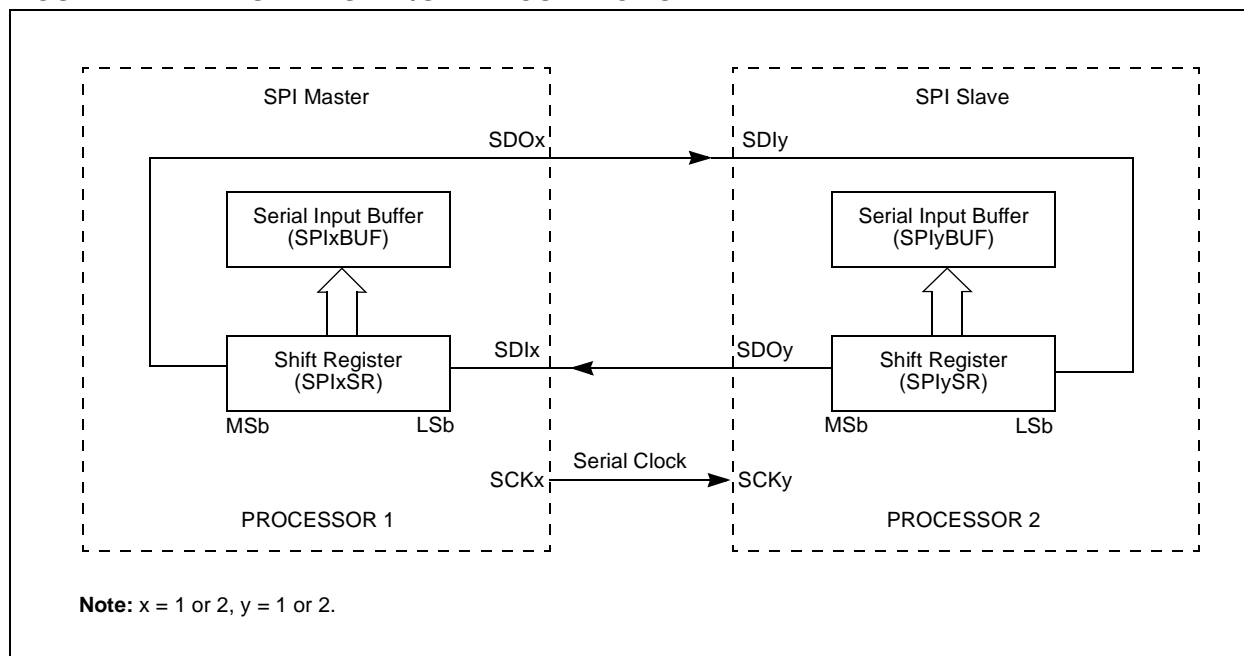 SPI Master
SPI Slave
SDOx
SDIy
Serial Input Buffer
(SPIxBUF)
Serial Input Buffer
(SPIyBUF)
Shift Register
(SPIxSR)
SDIx
SDOy
Shift Register
(SPIySR)
MSb
LSb
MSb
LSb
Serial Clock
SCKx
SCKy
PROCESSOR 1
PROCESSOR 2
Note: x = 1 or 2, y = 1 or 2.